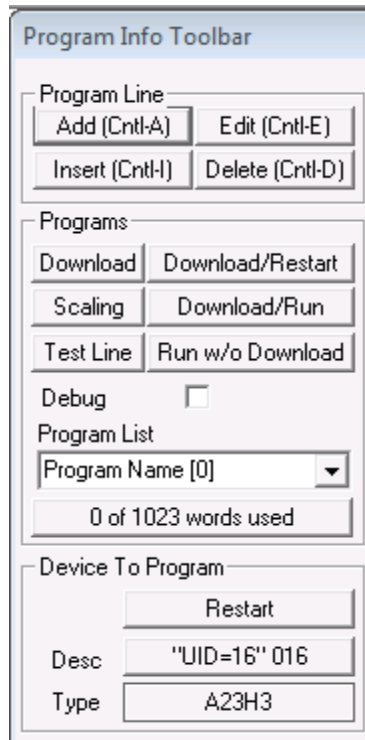 Program Info Toolbar
Program Line
Add (Cntl-A) Edit (Cntl-E)
Insert (Cntl-I) Delete (Cntl-D)
Programs
Download Download/Restart
Scaling Download/Run
Test Line Run w/o Download
Debug
Program List
Program Name [0]
0 of 1023 words used
Device To Program
Restart
Desc "UID=16" 016
Type A23H3